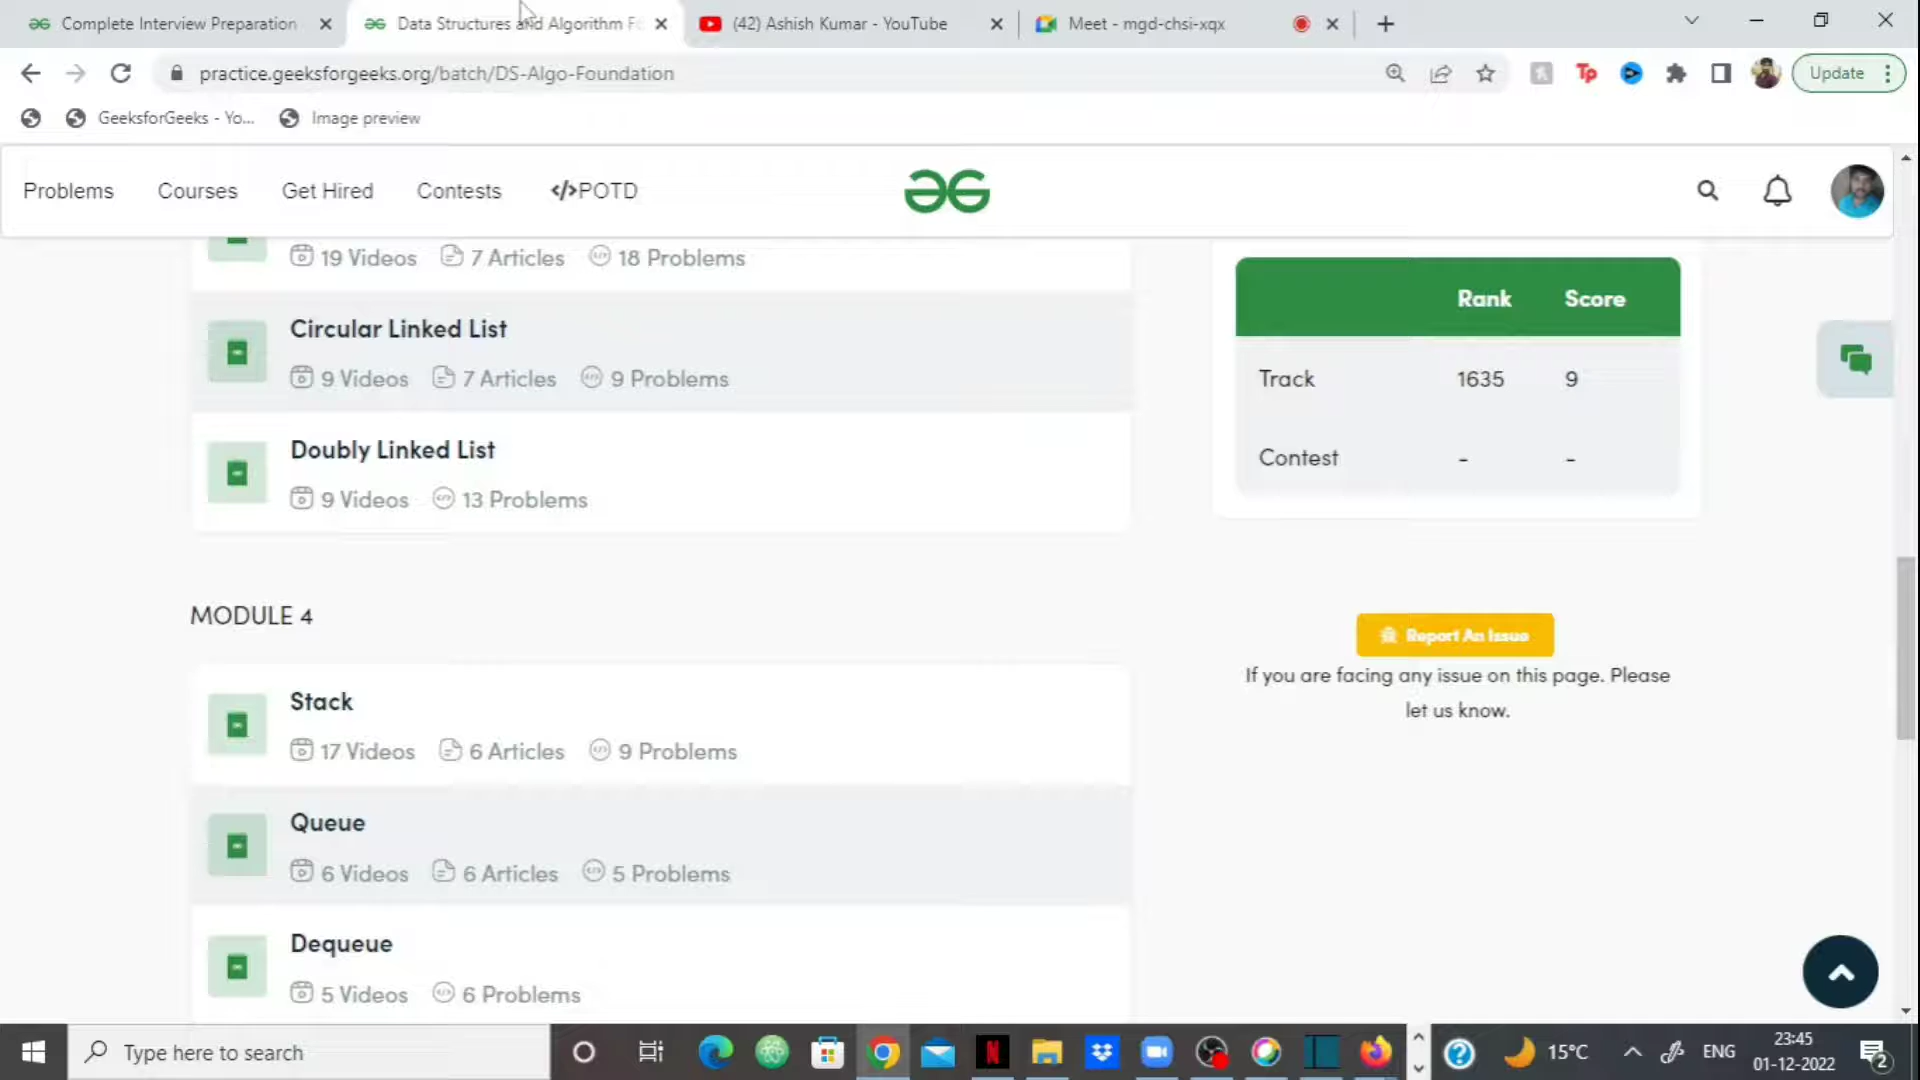 Complete Interview Preparation
Data Structures and Algorithm Fo
(42) Ashish Kumar - YouTube
Meet - mgd-chsi-xqx
practice.geeksforgeeks.org/batch/DS-Algo-Foundation
Update
GeeksforGeeks - Yo...
Image preview
Problems
Courses
Get Hired
Contests
</>POTD
19 Videos
7 Articles
18 Problems
Circular Linked List
9 Videos
7 Articles
9 Problems
Doubly Linked List
9 Videos
13 Problems
Rank
Score
Track
1635
9
Contest
-
-
MODULE 4
Stack
17 Videos
6 Articles
9 Problems
Queue
6 Videos
6 Articles
5 Problems
Dequeue
5 Videos
6 Problems
Report An Issue
If you are facing any issue on this page. Please
let us know.
Type here to search
15°C
ENG
23:45
01-12-2022
2